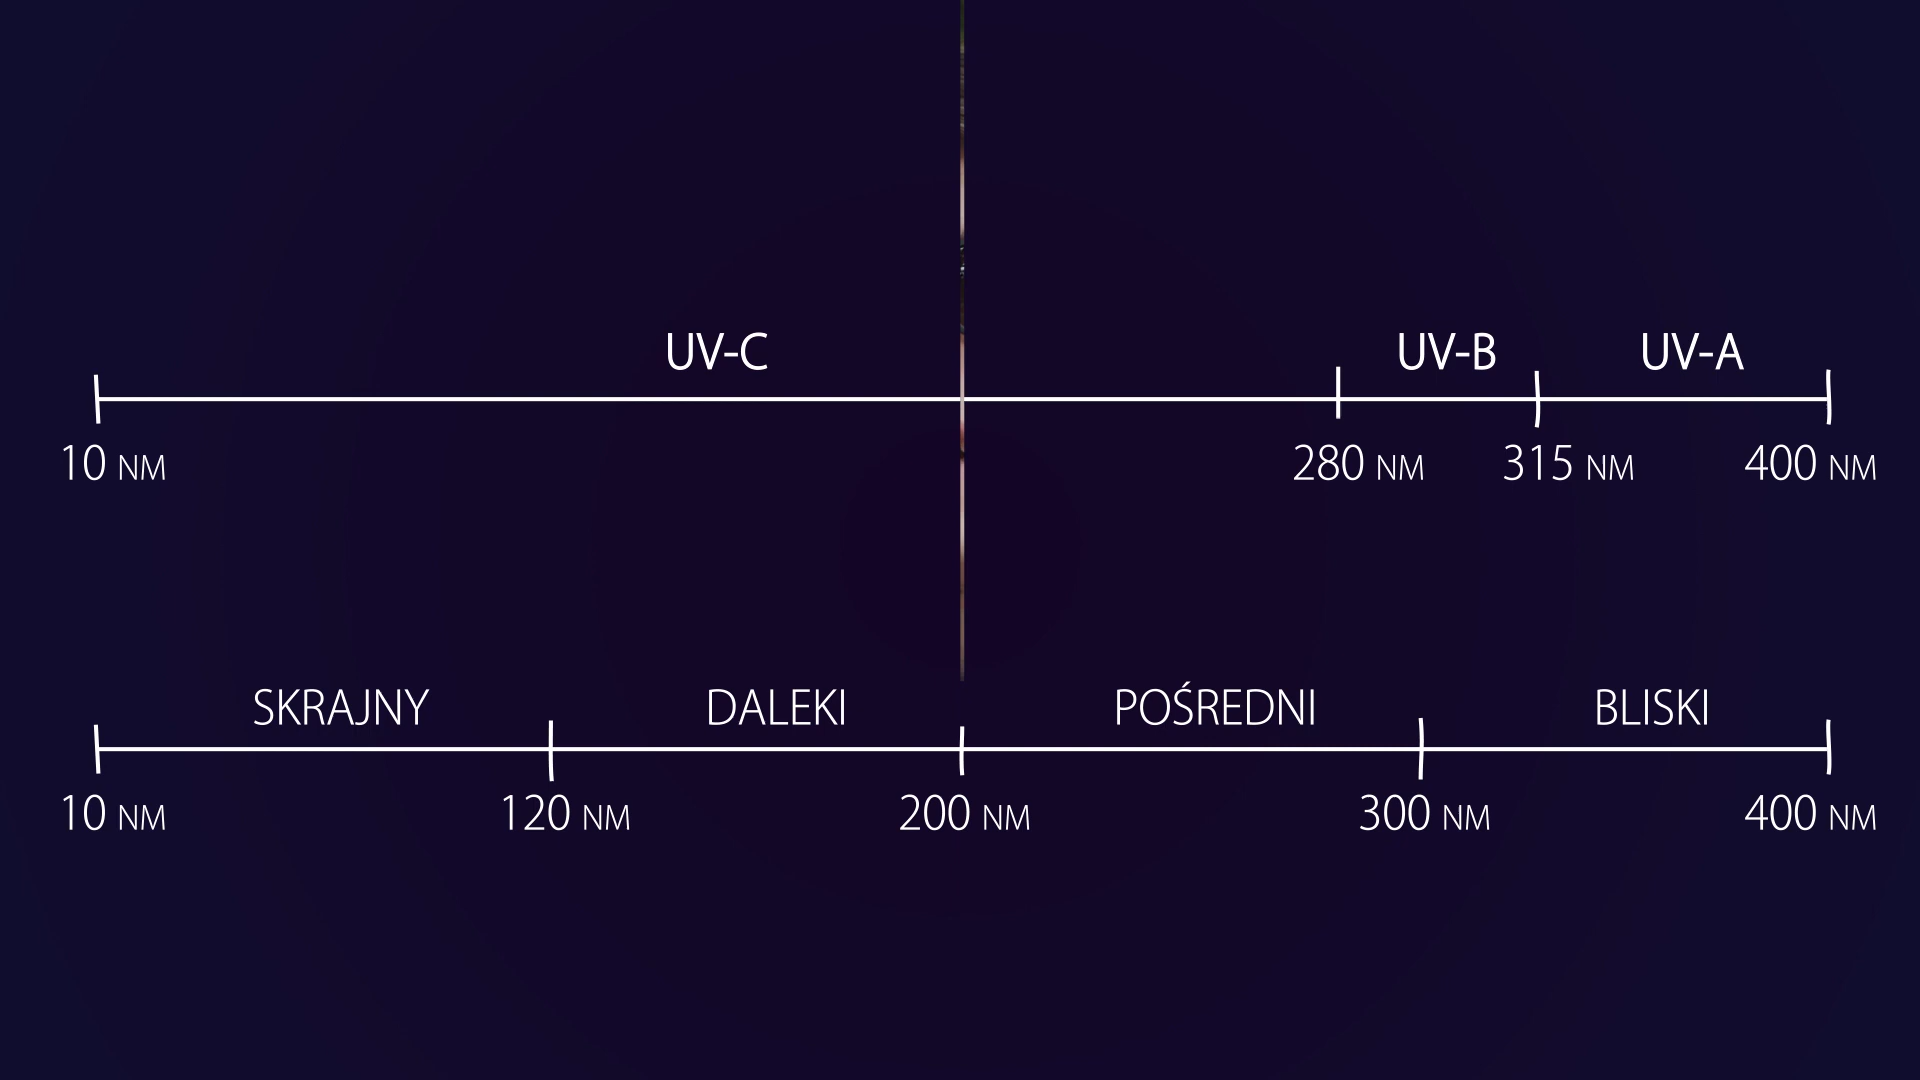 UV-C UV-B UV-A
10 NM 280 NM 315 NM 400 NM
SKRAJNY DALEKI POŚREDNI BLISKI
10 NM 120 NM 200 NM 300 NM 400 NM